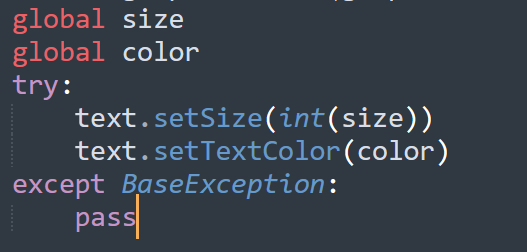 global size
global color
try:
    text.setSize(int(size))
    text.setTextColor(color)
except BaseException:
    pass